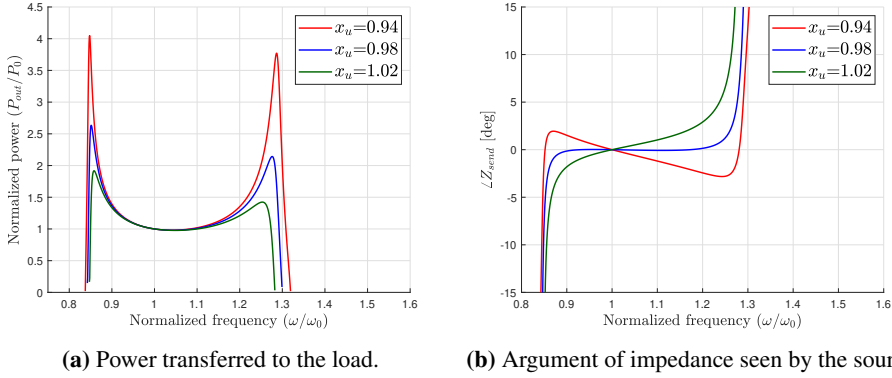 4.5
4
3.5
3
2.5
2
1.5
1
0.5
0
0.8 0.9 1 1.1 1.2 1.3 1.4 1.5 1.6
Normalized power (P_out/P_0)
Normalized frequency (ω/ω_0)
x_u=0.94
x_u=0.98
x_u=1.02
(a) Power transferred to the load.
15
10
5
0
-5
-10
-15
0.8 0.9 1 1.1 1.2 1.3 1.4 1.5 1.6
∠Z_send [deg]
Normalized frequency (ω/ω_0)
x_u=0.94
x_u=0.98
x_u=1.02
(b) Argument of impedance seen by the sour